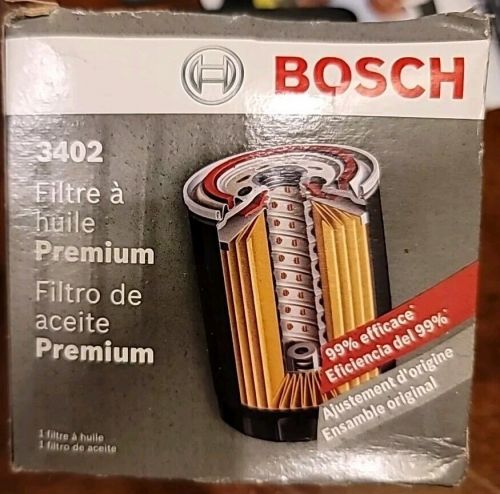 BOSCH
3402
Filtre à
huile
Premium
Filtro de
aceite
Premium
99% efficace*
Eficiencia del 99%*
Ajustement d'origine
Ensamble original
1 filtre à huile
1 filtro de aceite